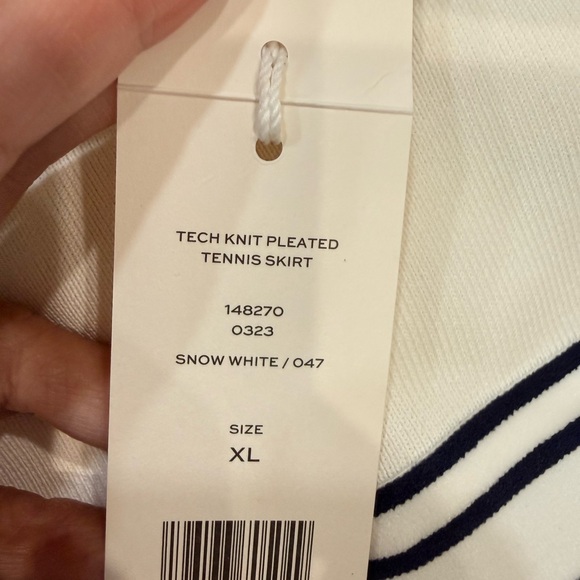 TECH KNIT PLEATED
TENNIS SKIRT
148270
0323
SNOW WHITE / 047
SIZE
XL